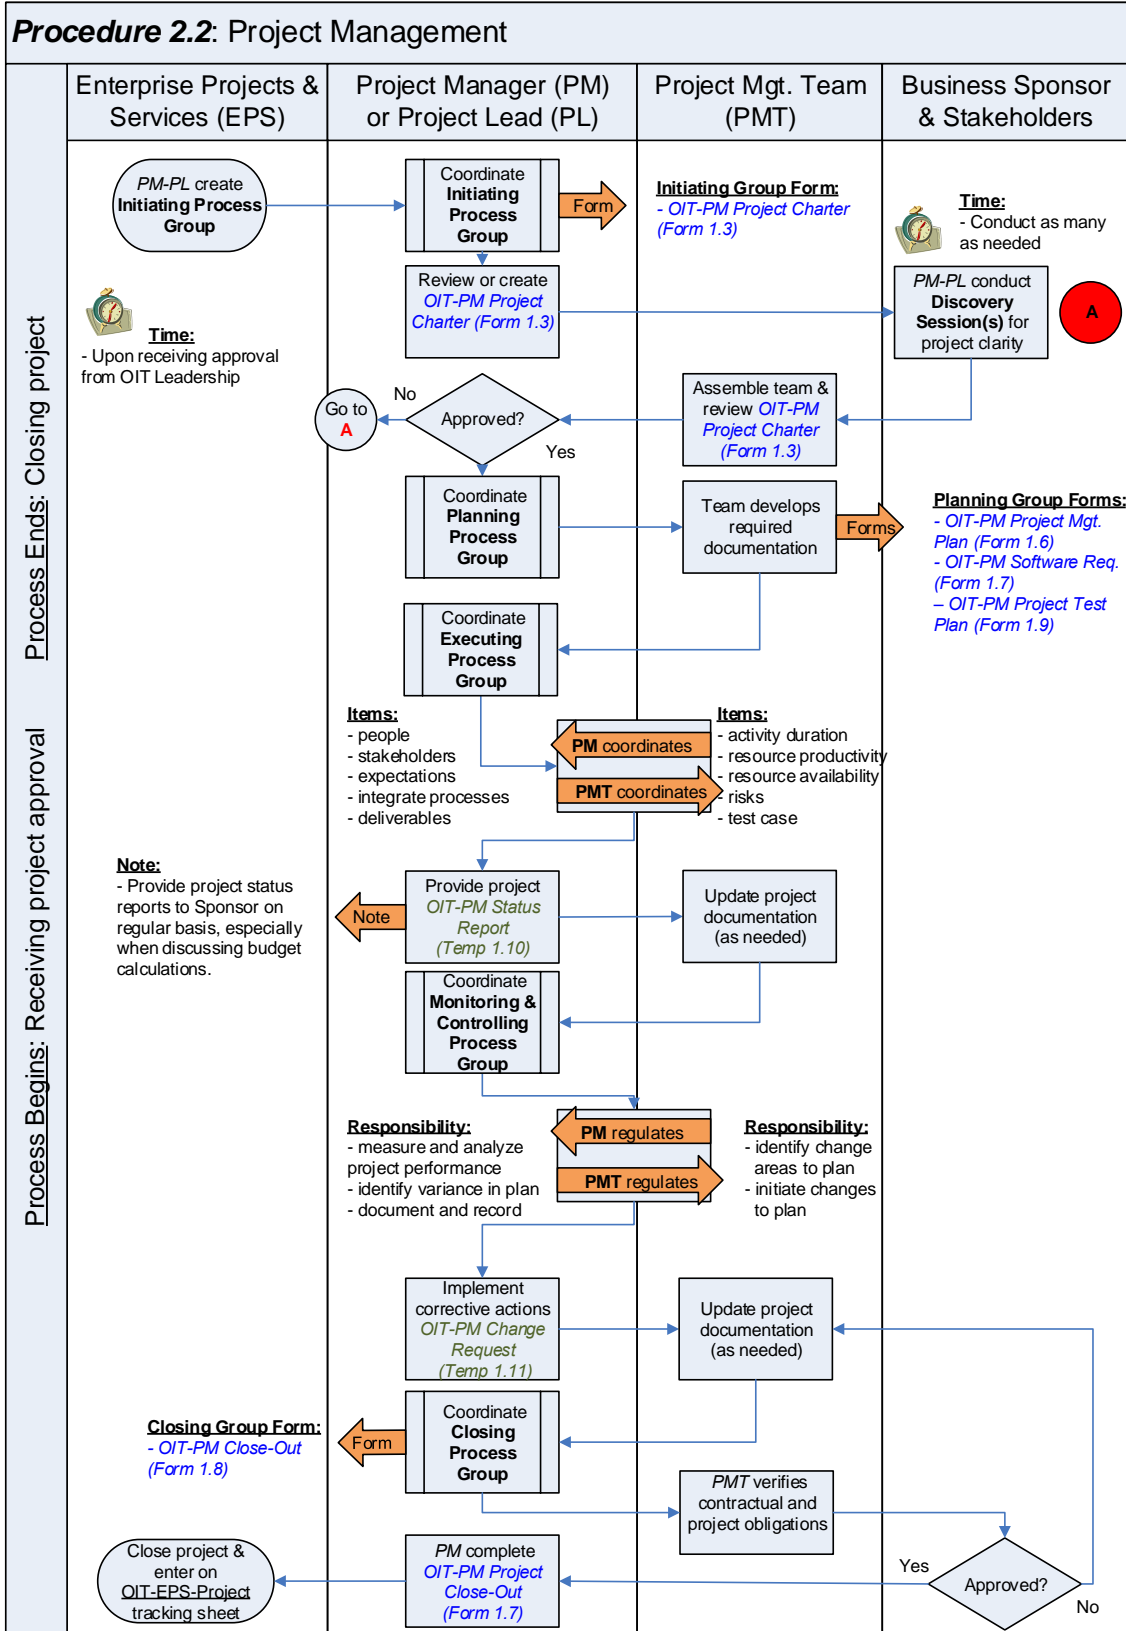 Procedure 2.2: Project Management
Enterprise Projects &
Services (EPS)
Project Manager (PM)
or Project Lead (PL)
Project Mgt. Team
(PMT)
Business Sponsor
& Stakeholders
Process Begins: Receiving project approval
Process Ends: Closing project
PM-PL create
Initiating Process
Group
Coordinate
Initiating
Process
Group
Form
Initiating Group Form:
- OIT-PM Project Charter
(Form 1.3)
Time:
- Conduct as many
as needed
Time:
- Upon receiving approval
from OIT Leadership
Review or create
OIT-PM Project
Charter (Form 1.3)
PM-PL conduct
Discovery
Session(s) for
project clarity
A
Go to
A
No
Approved?
Yes
Assemble team &
review OIT-PM
Project Charter
(Form 1.3)
Coordinate
Planning
Process
Group
Team develops
required
documentation
Forms
Planning Group Forms:
- OIT-PM Project Mgt.
Plan (Form 1.6)
- OIT-PM Software Req.
(Form 1.7)
– OIT-PM Project Test
Plan (Form 1.9)
Coordinate
Executing
Process
Group
Items:
- people
- stakeholders
- expectations
- integrate processes
- deliverables
PM coordinates
PMT coordinates
Items:
- activity duration
- resource productivity
- resource availability
- risks
- test case
Note:
- Provide project status
reports to Sponsor on
regular basis, especially
when discussing budget
calculations.
Note
Provide project
OIT-PM Status
Report
(Temp 1.10)
Update project
documentation
(as needed)
Coordinate
Monitoring &
Controlling
Process
Group
Responsibility:
- measure and analyze
project performance
- identify variance in plan
- document and record
PM regulates
PMT regulates
Responsibility:
- identify change
areas to plan
- initiate changes
to plan
Implement
corrective actions
OIT-PM Change
Request
(Temp 1.11)
Update project
documentation
(as needed)
Closing Group Form:
- OIT-PM Close-Out
(Form 1.8)
Form
Coordinate
Closing
Process
Group
PMT verifies
contractual and
project obligations
Close project &
enter on
OIT-EPS-Project
tracking sheet
PM complete
OIT-PM Project
Close-Out
(Form 1.7)
Yes
Approved?
No